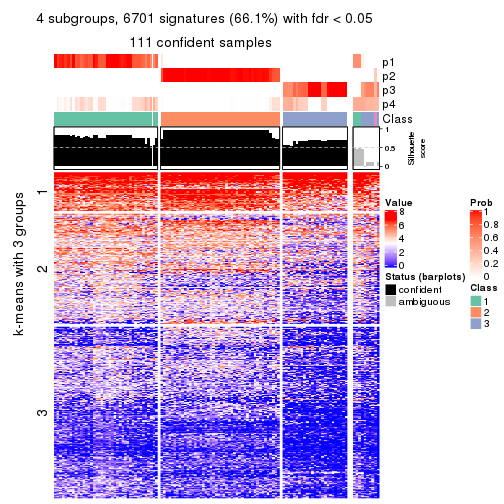 4 subgroups, 6701 signatures (66.1%) with fdr < 0.05
111 confident samples
p1
p2
p3
p4
Class
1
0.5
0
Silhouette
score
k-means with 3 groups
1
2
3
Value
8
6
4
2
0
Status (barplots)
confident
ambiguous
Prob
1
0.8
0.6
0.4
0.2
0
Class
1
2
3